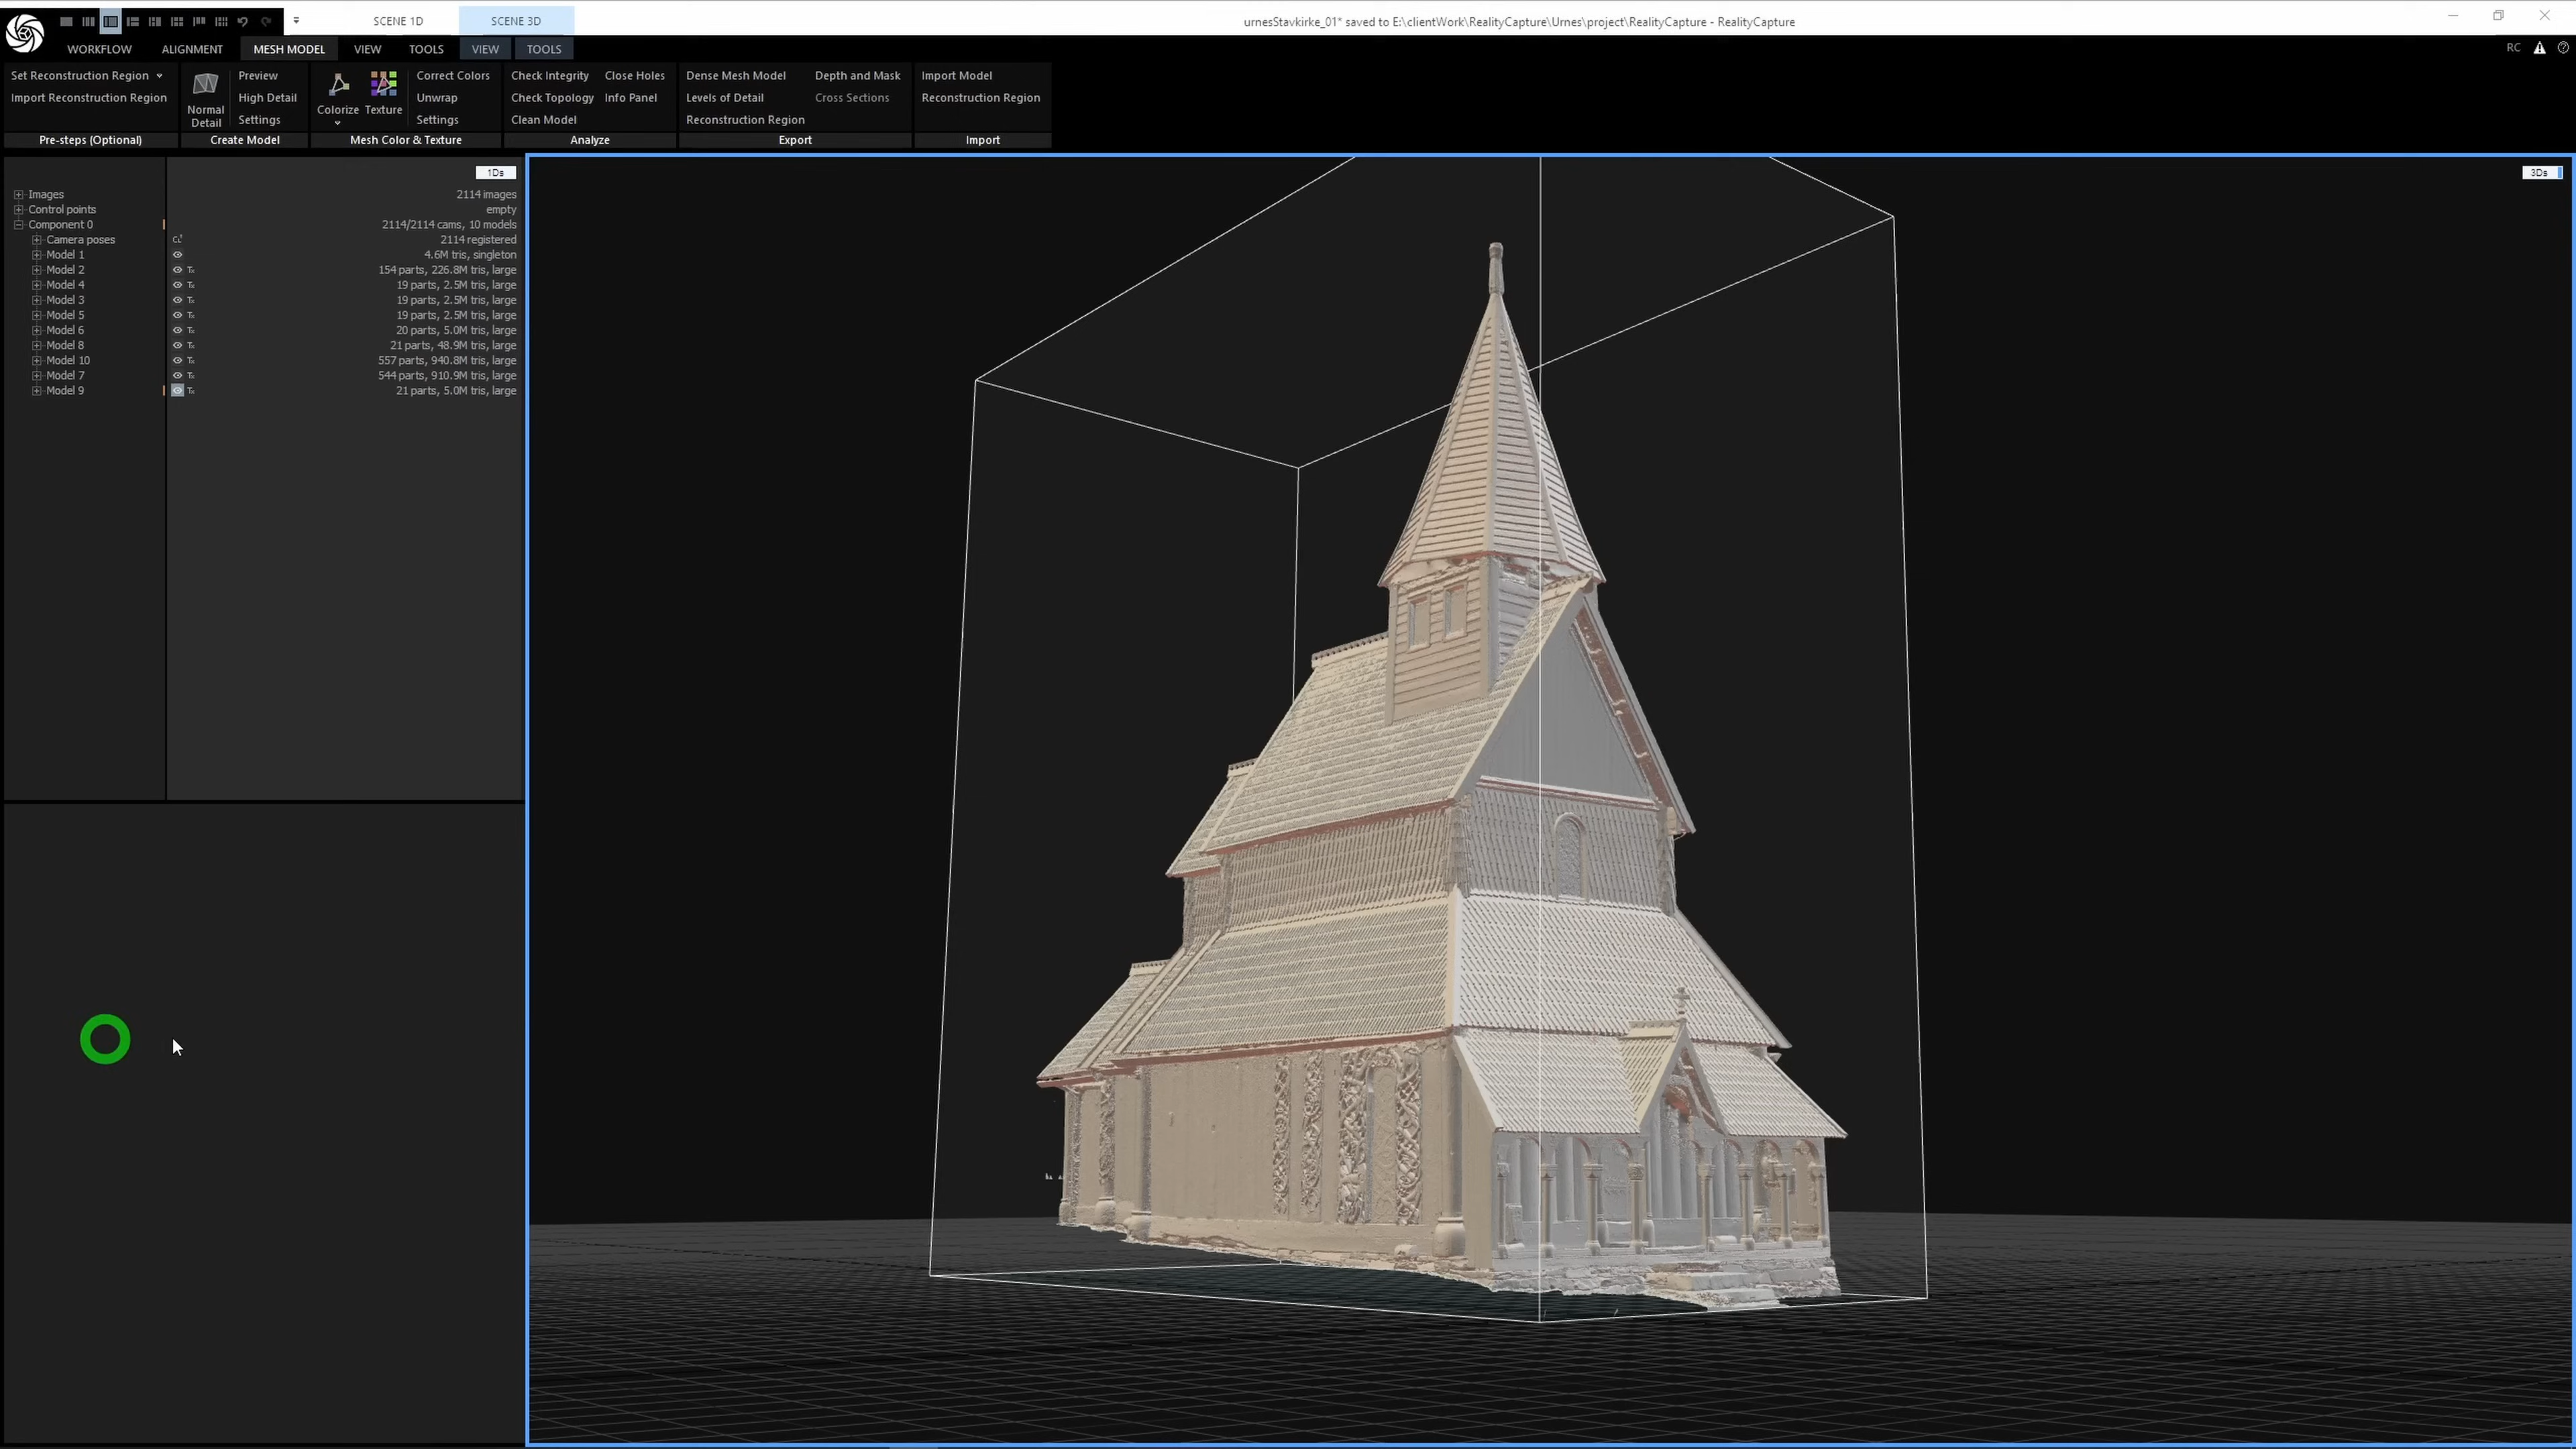 SCENE 1D SCENE 3D urnesStavkirke_01* saved to E:\clientWork\RealityCapture\Urnes\project\RealityCapture - RealityCapture
WORKFLOW ALIGNMENT MESH MODEL VIEW TOOLS VIEW TOOLS RC
Set Reconstruction Region Preview Correct Colors Check Integrity Close Holes Dense Mesh Model Depth and Mask Import Model
Import Reconstruction Region High Detail Unwrap Check Topology Info Panel Levels of Detail Cross Sections Reconstruction Region
Normal Detail Settings Colorize Texture Settings Clean Model Reconstruction Region
Pre-steps (Optional) Create Model Mesh Color & Texture Analyze Export Import
1Ds 3Ds
Images 2114 images
Control points empty
Component 0 2114/2114 cams, 10 models
Camera poses 2114 registered
Model 1 4.6M tris, singleton
Model 2 154 parts, 226.8M tris, large
Model 4 19 parts, 2.5M tris, large
Model 3 19 parts, 2.5M tris, large
Model 5 19 parts, 2.5M tris, large
Model 6 20 parts, 5.0M tris, large
Model 8 21 parts, 48.9M tris, large
Model 10 557 parts, 940.8M tris, large
Model 7 544 parts, 910.9M tris, large
Model 9 21 parts, 5.0M tris, large